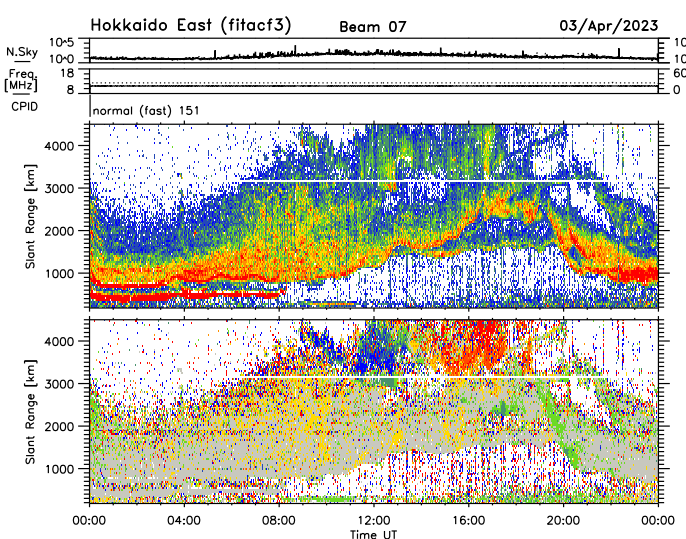 Hokkaido East (fitacf3) Beam 07 03/Apr/2023
N.Sky 10^5 10^0 10 10
Freq. [MHz] 18 8 60 0
CPID normal (fast) 151
Slant Range [km] 4000 3000 2000 1000
Slant Range [km] 4000 3000 2000 1000
00:00 04:00 08:00 12:00 16:00 20:00 00:00
Time UT